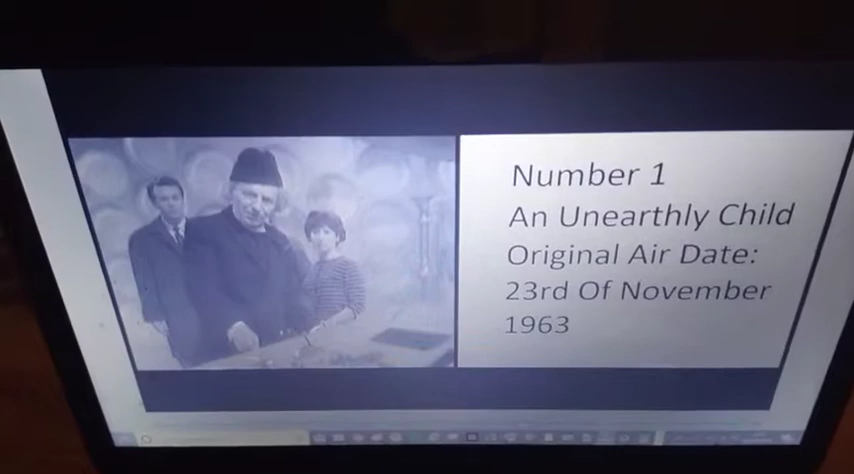 Number 1
An Unearthly Child
Original Air Date:
23rd Of November
1963